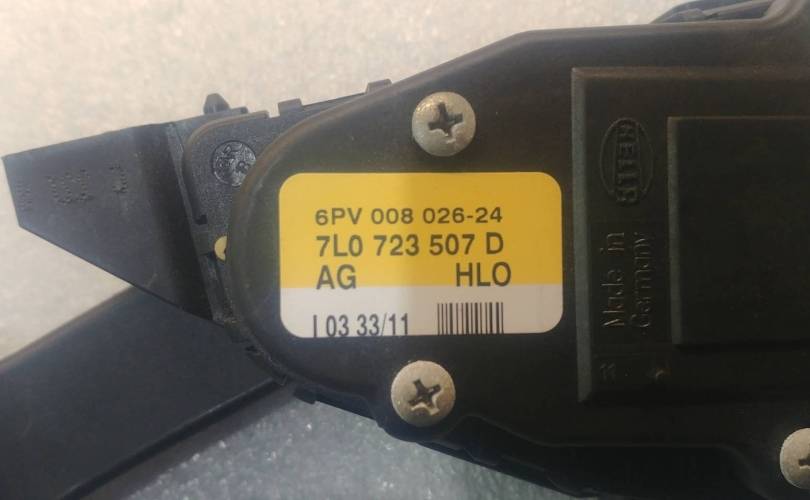 6PV 008 026-24
7L0 723 507 D
AG HLO
I 03 33/11
HELLA
Made in
Germany